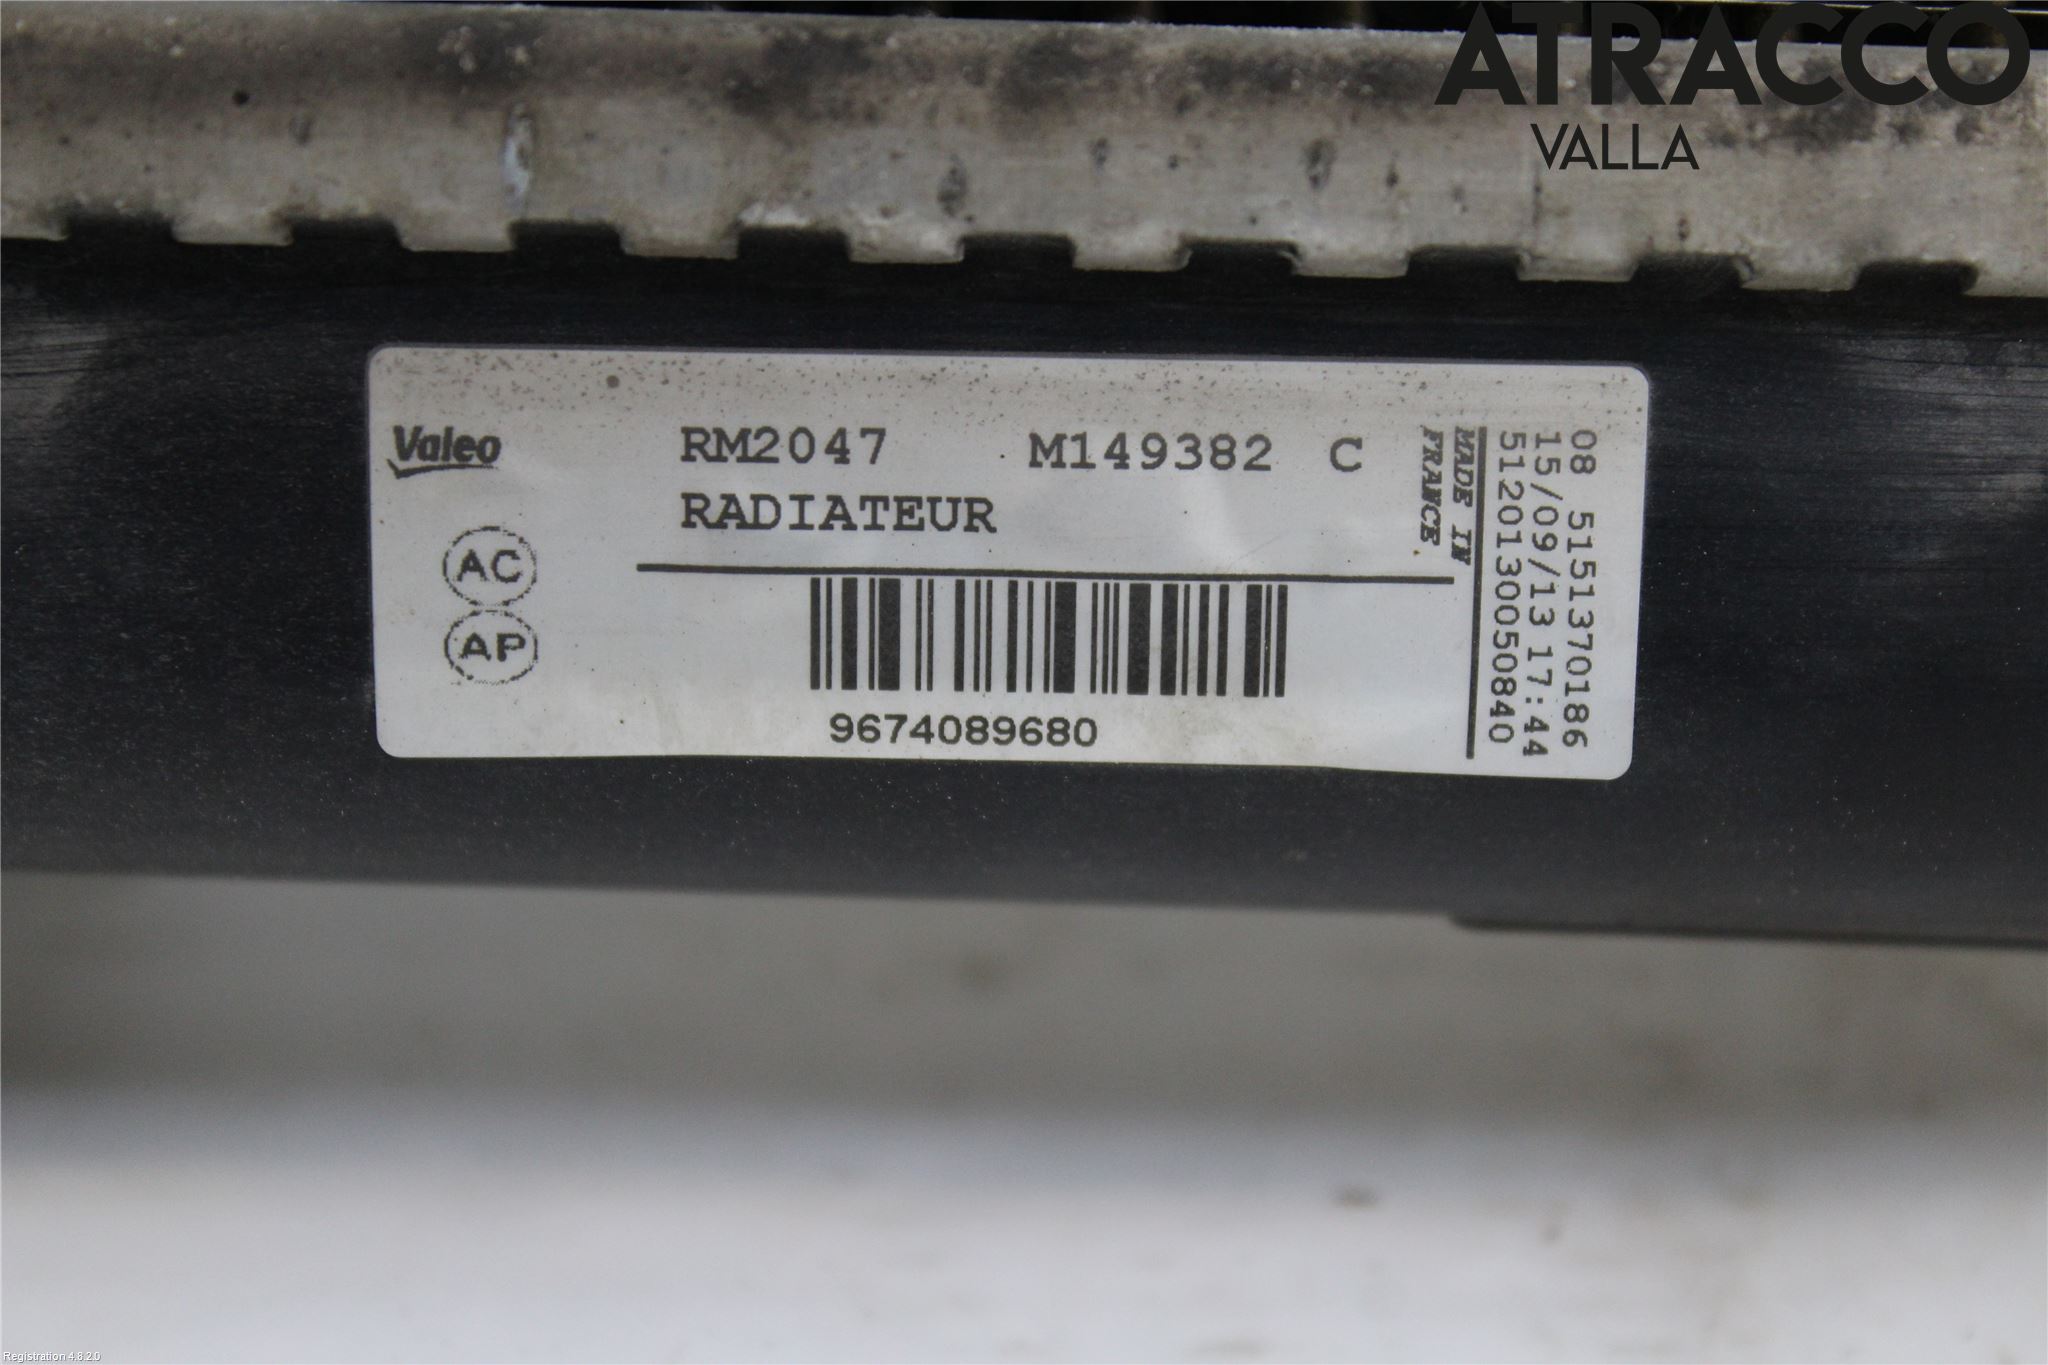 ATRACCO
VALLA
Valeo
RM2047 M149382 C
RADIATEUR
AC
AP
9674089680
MADE IN
FRANCE
08 5151370186
15/09/13 17:44
5120130050840
Registration 4.8.2.0